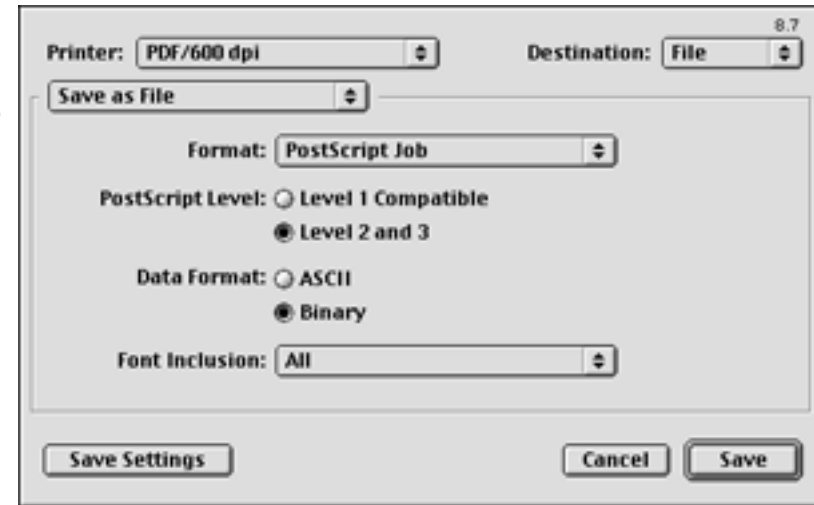 8.7
Printer: PDF/600 dpi Destination: File
Save as File
Format: PostScript Job
PostScript Level: Level 1 Compatible
Level 2 and 3
Data Format: ASCII
Binary
Font Inclusion: All
Save Settings Cancel Save